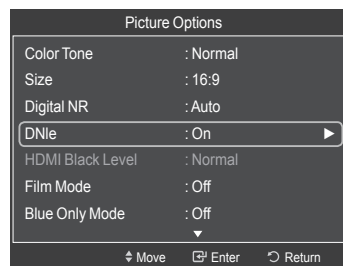 Picture Options
Color Tone : Normal
Size : 16:9
Digital NR : Auto
DNIe : On
HDMI Black Level : Normal
Film Mode : Off
Blue Only Mode : Off
Move Enter Return